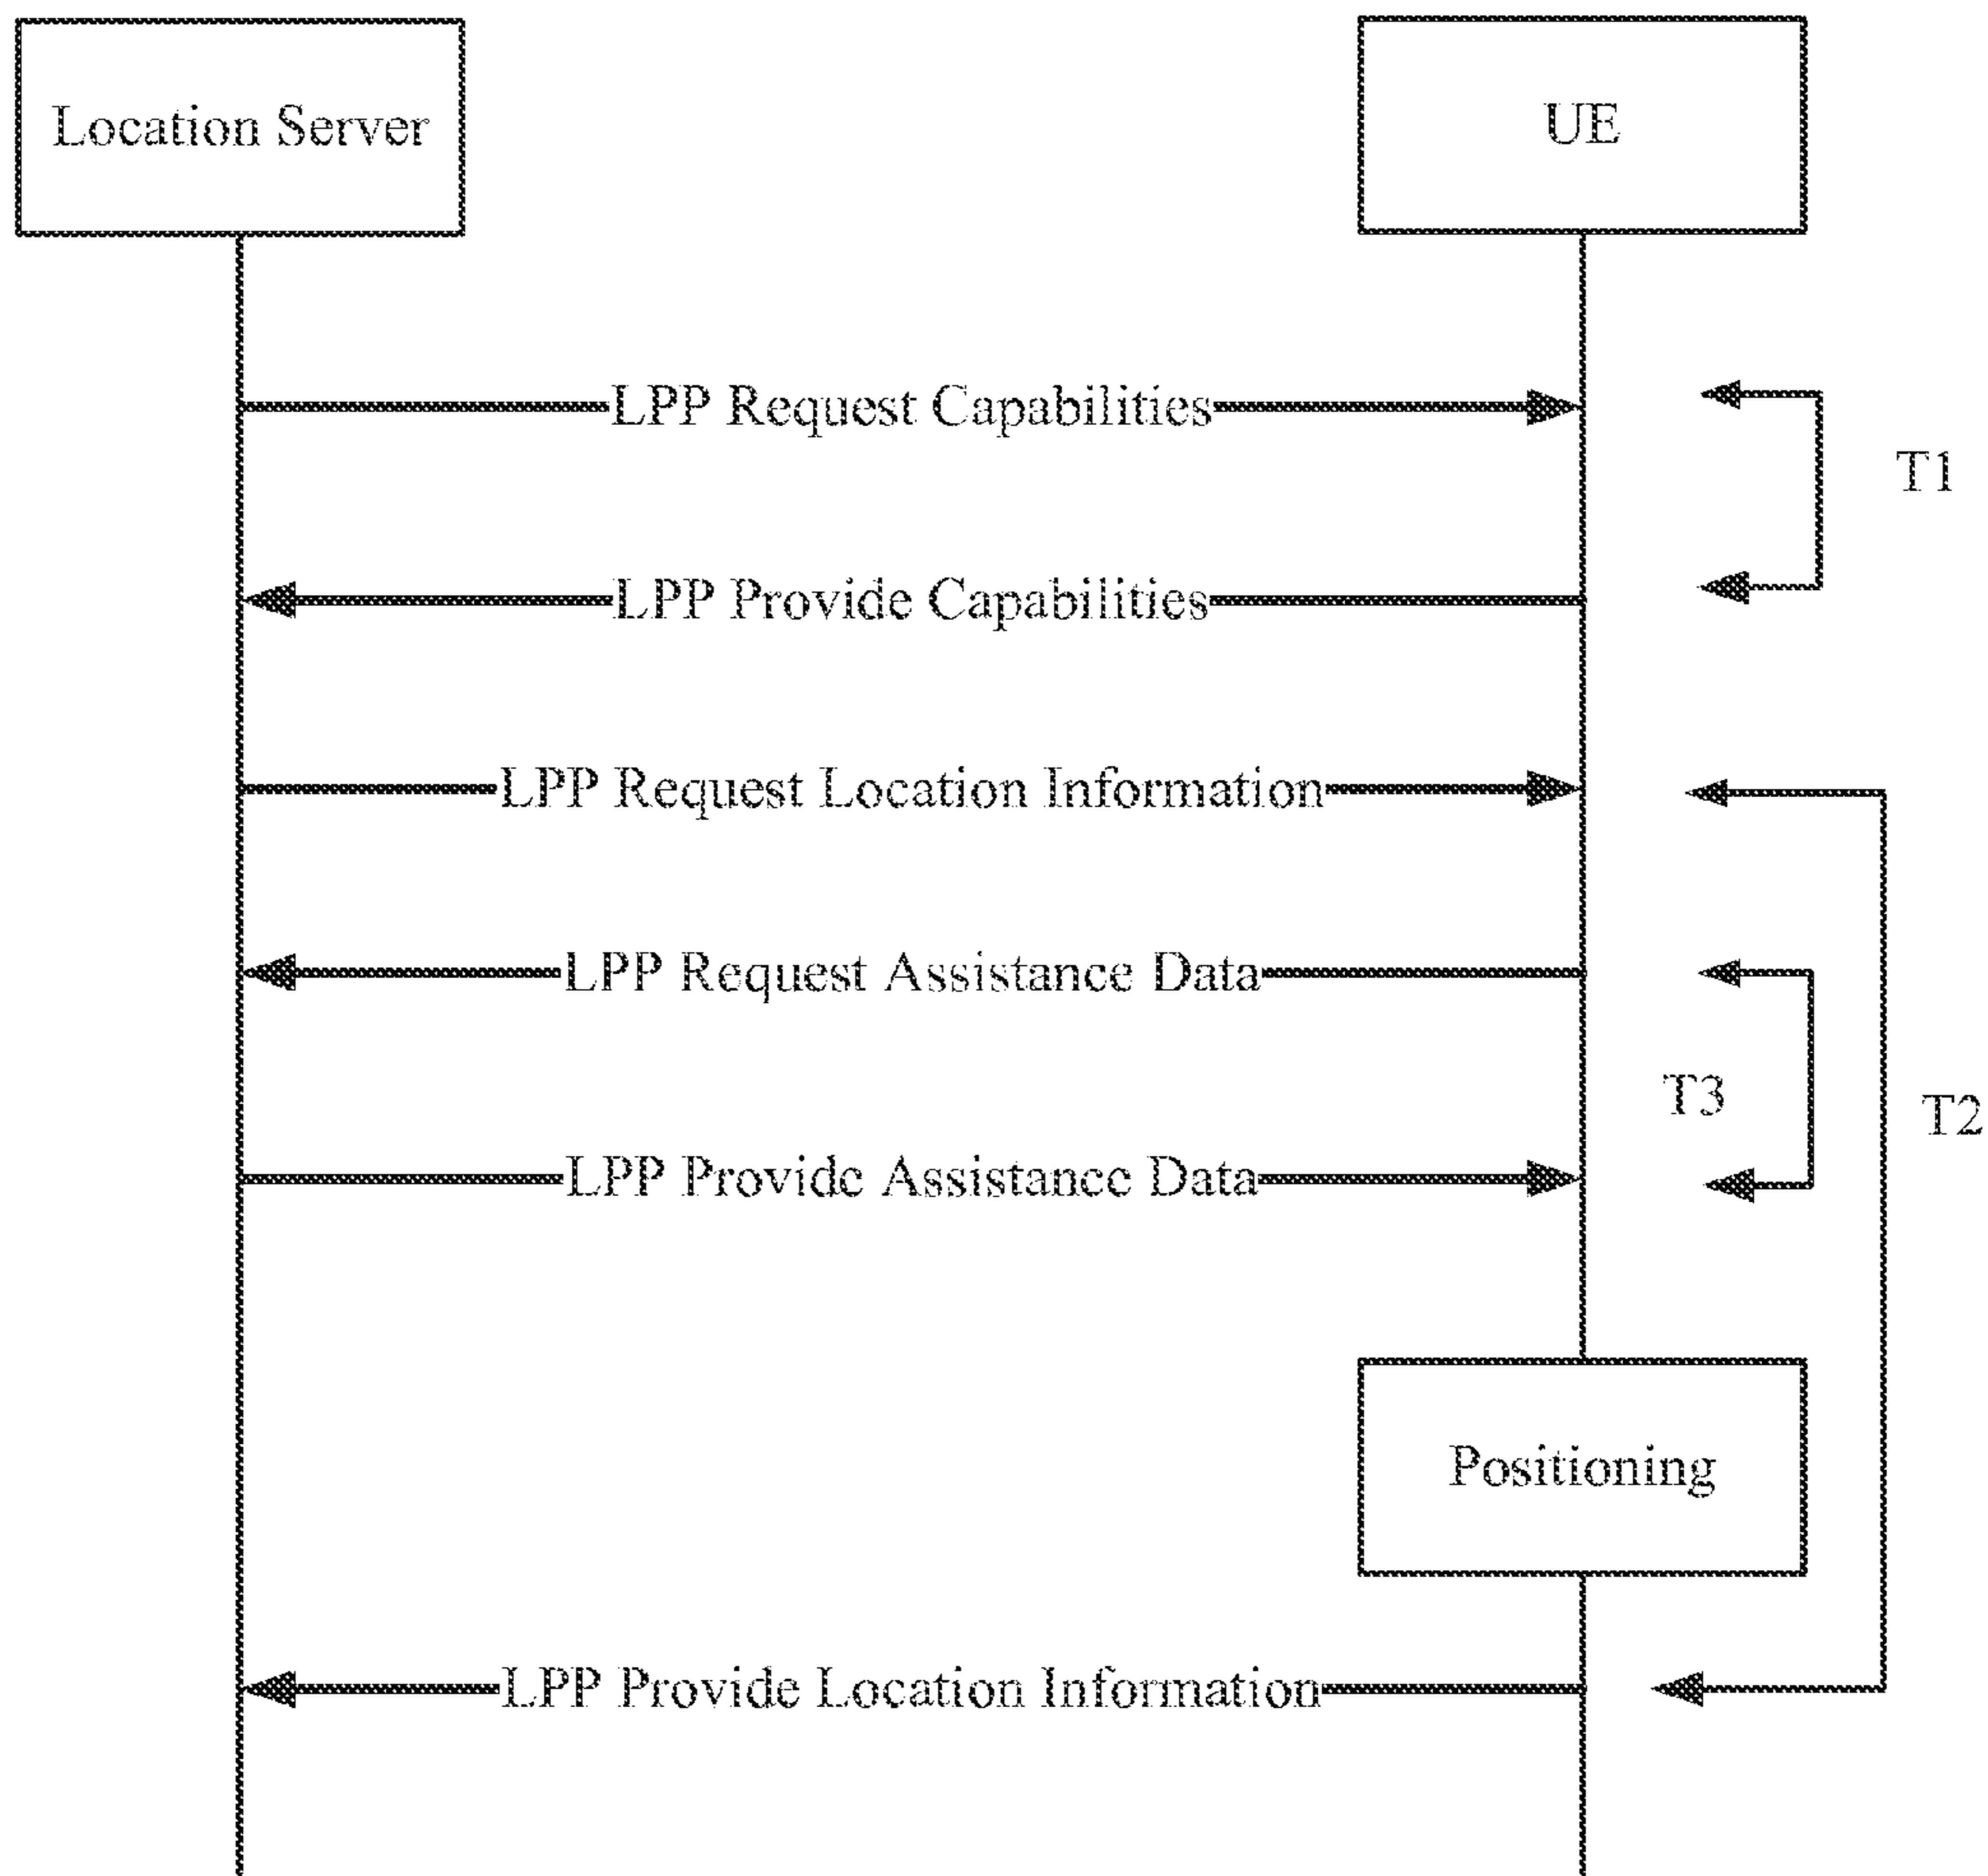 Location Server
UE
LPP Request Capabilities
T1
LPP Provide Capabilities
LPP Request Location Information
LPP Request Assistance Data
T3
T2
LPP Provide Assistance Data
Positioning
LPP Provide Location Information